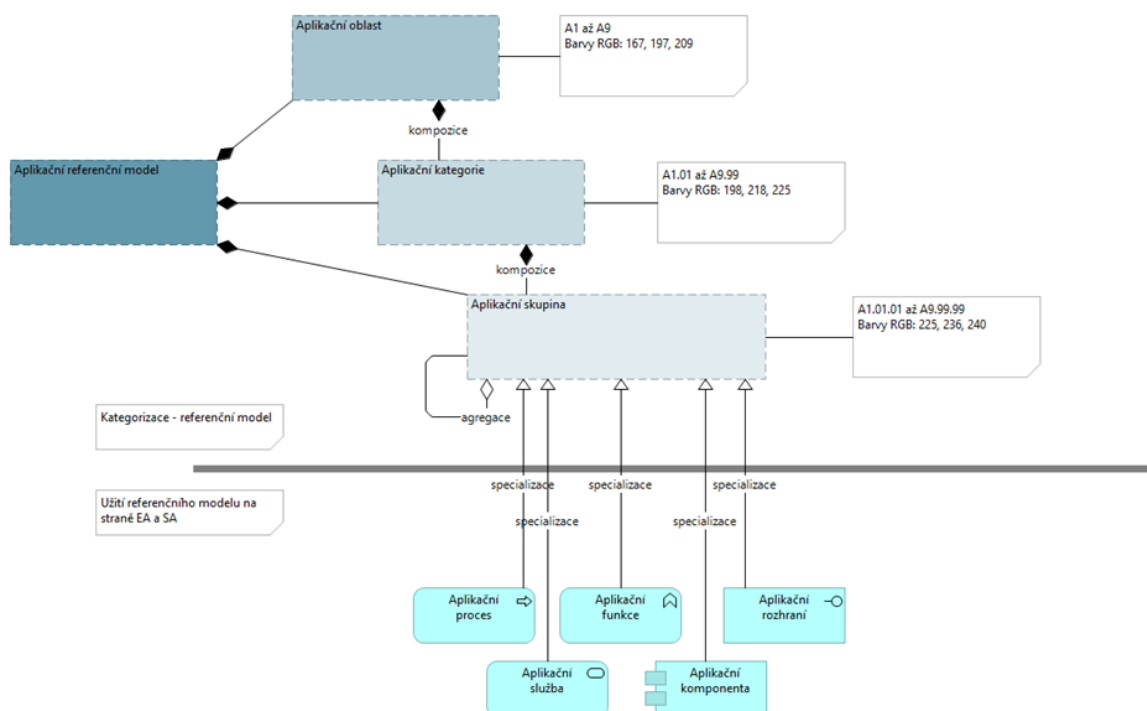 Aplikační oblast
A1 až A9
Barvy RGB: 167, 197, 209
kompozice
Aplikační referenční model
Aplikační kategorie
A1.01 až A9.99
Barvy RGB: 198, 218, 225
kompozice
Aplikační skupina
A1.01.01 až A9.99.99
Barvy RGB: 225, 236, 240
agregace
Kategorizace - referenční model
Užití referenčního modelu na
straně EA a SA
specializace
specializace
specializace
specializace
specializace
Aplikační
proces
Aplikační
funkce
Aplikační
rozhraní
Aplikační
služba
Aplikační
komponenta